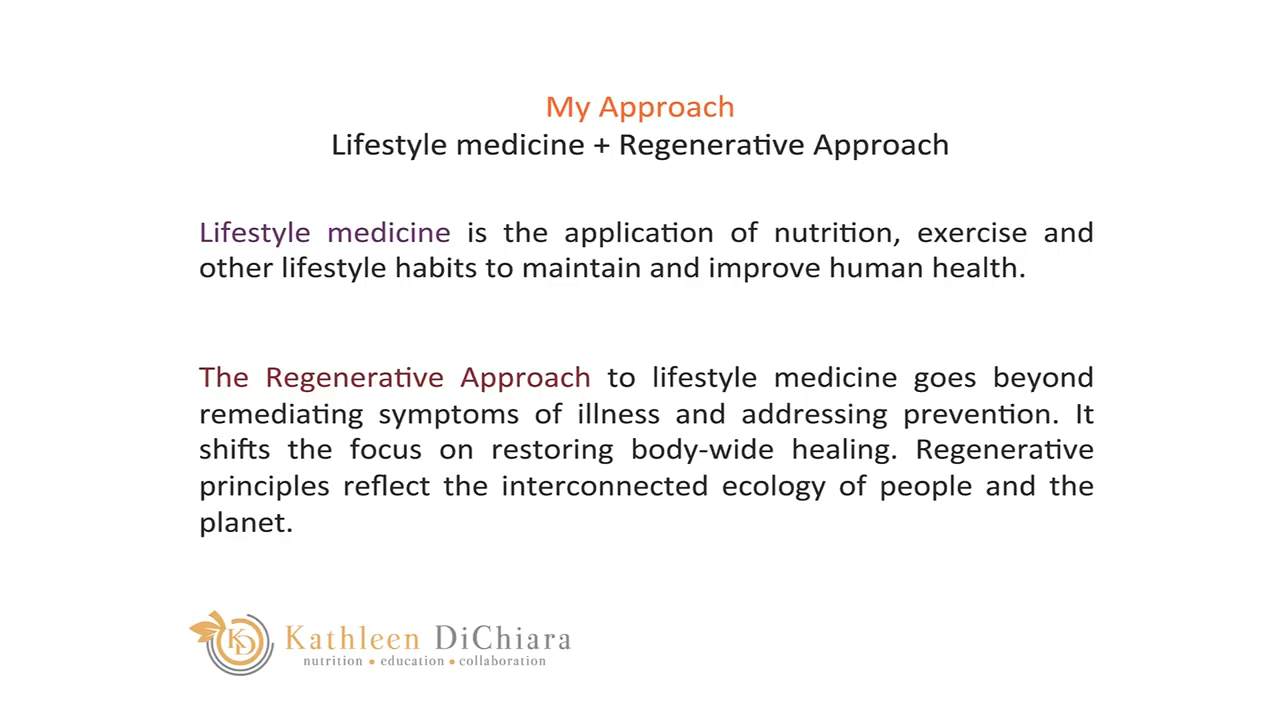 My Approach
Lifestyle medicine + Regenerative Approach
Lifestyle medicine is the application of nutrition, exercise and
other lifestyle habits to maintain and improve human health.
The Regenerative Approach to lifestyle medicine goes beyond
remediating symptoms of illness and addressing prevention. It
shifts the focus on restoring body-wide healing. Regenerative
principles reflect the interconnected ecology of people and the
planet.
KD
Kathleen DiChiara
nutrition • education • collaboration